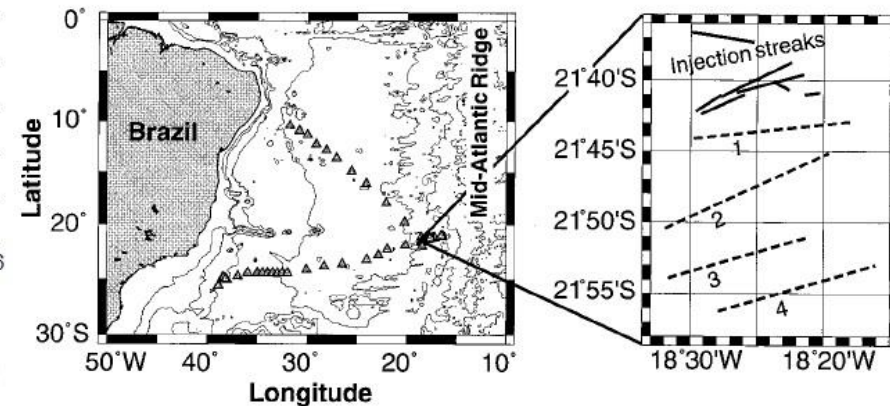 0°
10°
20°
30°S
Latitude
Brazil
Mid-Atlantic Ridge
50°W
40°
30°
20°
10°
Longitude
Injection streaks
21°40'S
21°45'S
21°50'S
21°55'S
1
2
3
4
18°30'W
18°20'W